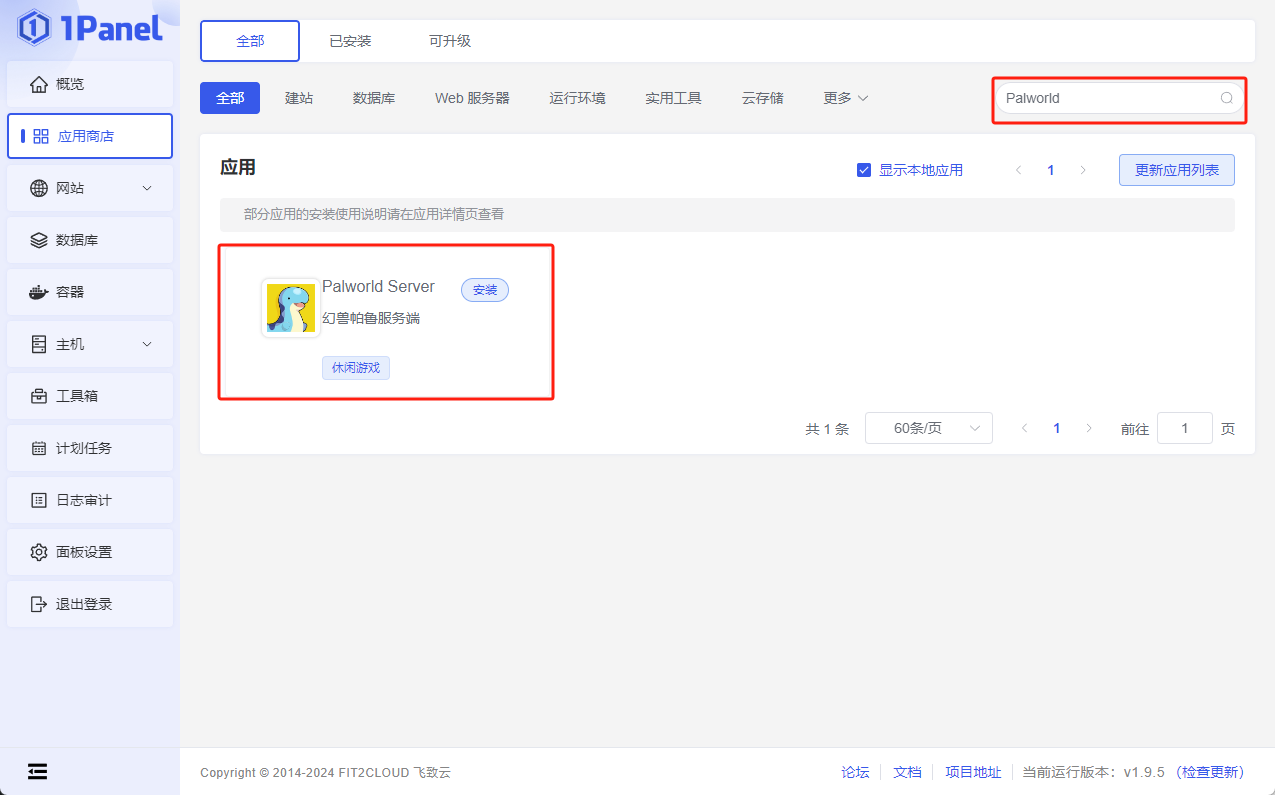 1Panel
概览
应用商店
网站
数据库
容器
主机
工具箱
计划任务
日志审计
面板设置
退出登录
全部 已安装 可升级
全部 建站 数据库 Web 服务器 运行环境 实用工具 云存储 更多 Palworld
应用 显示本地应用 1 更新应用列表
部分应用的安装使用说明请在应用详情页查看
Palworld Server 安装
幻兽帕鲁服务端
休闲游戏
共 1 条 60条/页 1 前往 1 页
Copyright © 2014-2024 FIT2CLOUD 飞致云 论坛 文档 项目地址 当前运行版本：v1.9.5 (检查更新)